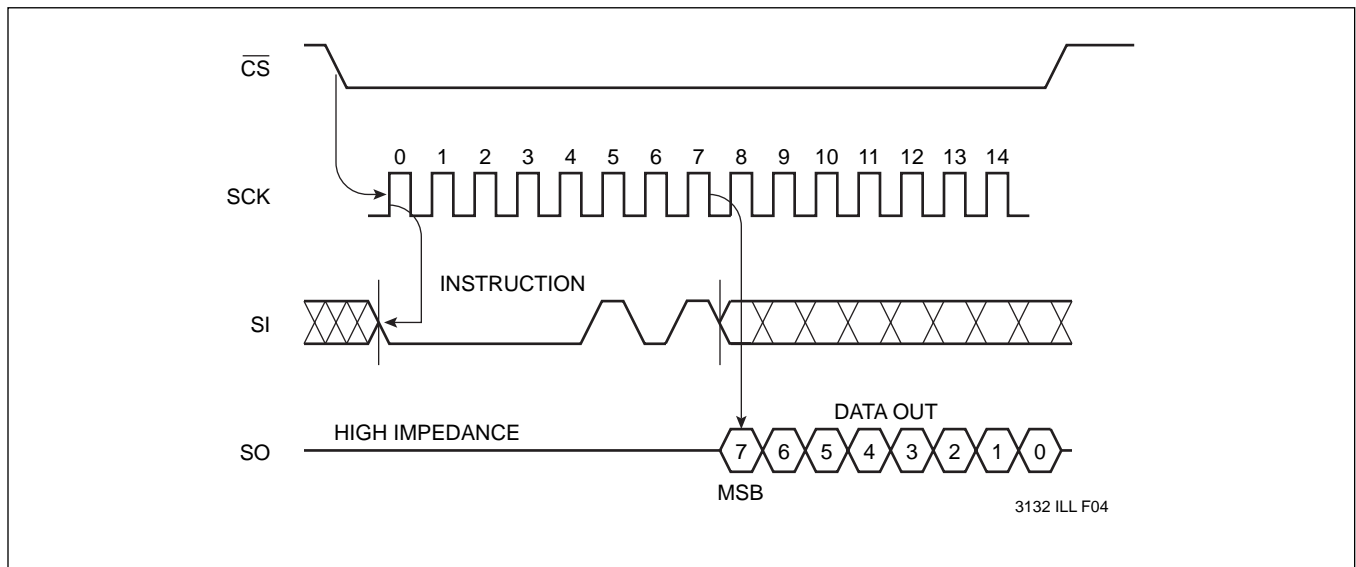 CS
0 1 2 3 4 5 6 7 8 9 10 11 12 13 14
SCK
INSTRUCTION
SI
DATA OUT
HIGH IMPEDANCE
SO
7 6 5 4 3 2 1 0
MSB
3132 ILL F04